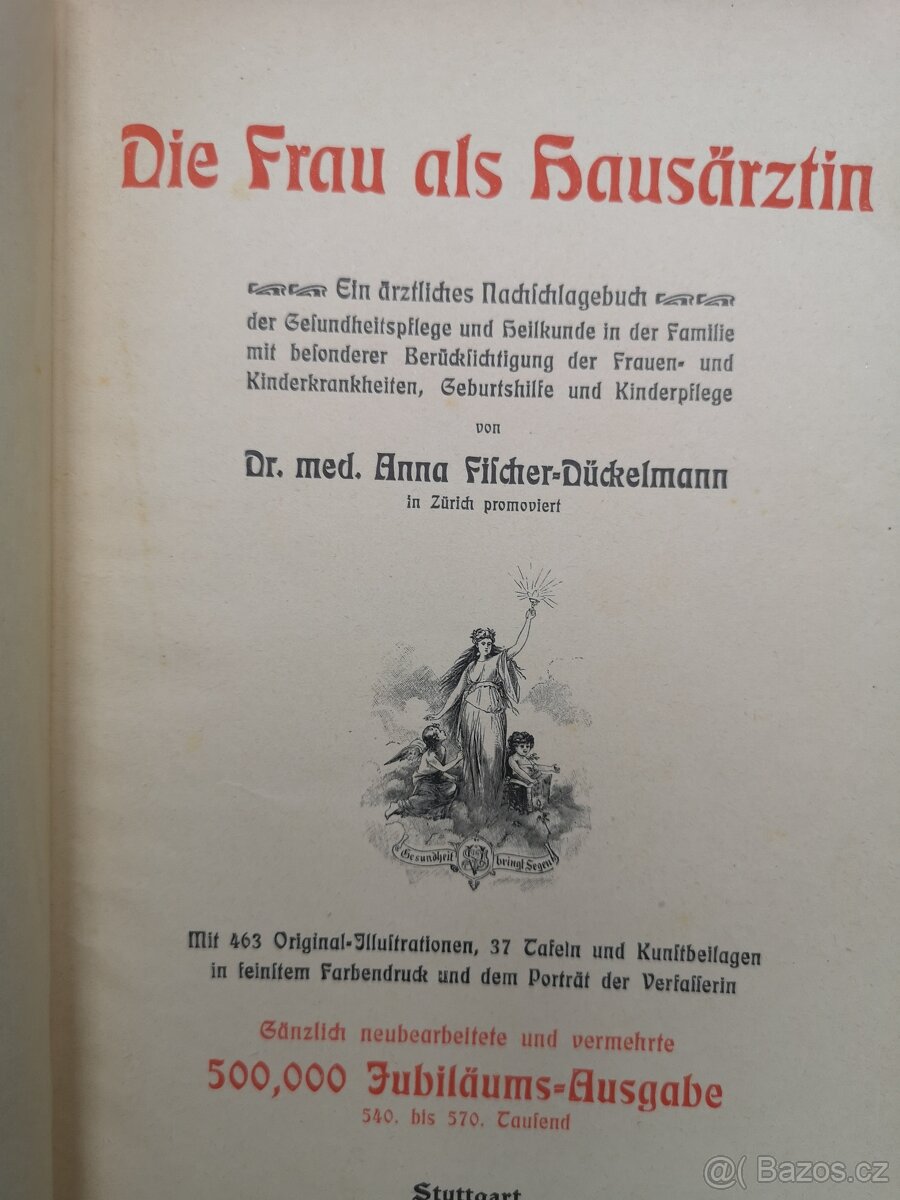 Die Frau als Hausärztin
Ein ärztliches Nachschlagebuch
der Gesundheitspflege und Heilkunde in der Familie
mit besonderer Berücksichtigung der Frauen- und
Kinderkrankheiten, Geburtshilfe und Kinderpflege
von
Dr. med. Anna Fischer-Dückelmann
in Zürich promoviert
Gesundheit bringt Segen
Mit 463 Original-Illustrationen, 37 Tafeln und Kunstbeilagen
in feinstem Farbendruck und dem Porträt der Verfasserin
Gänzlich neubearbeitete und vermehrte
500,000 Jubiläums-Ausgabe
540. bis 570. Tausend
Stuttgart
@( Bazos.cz